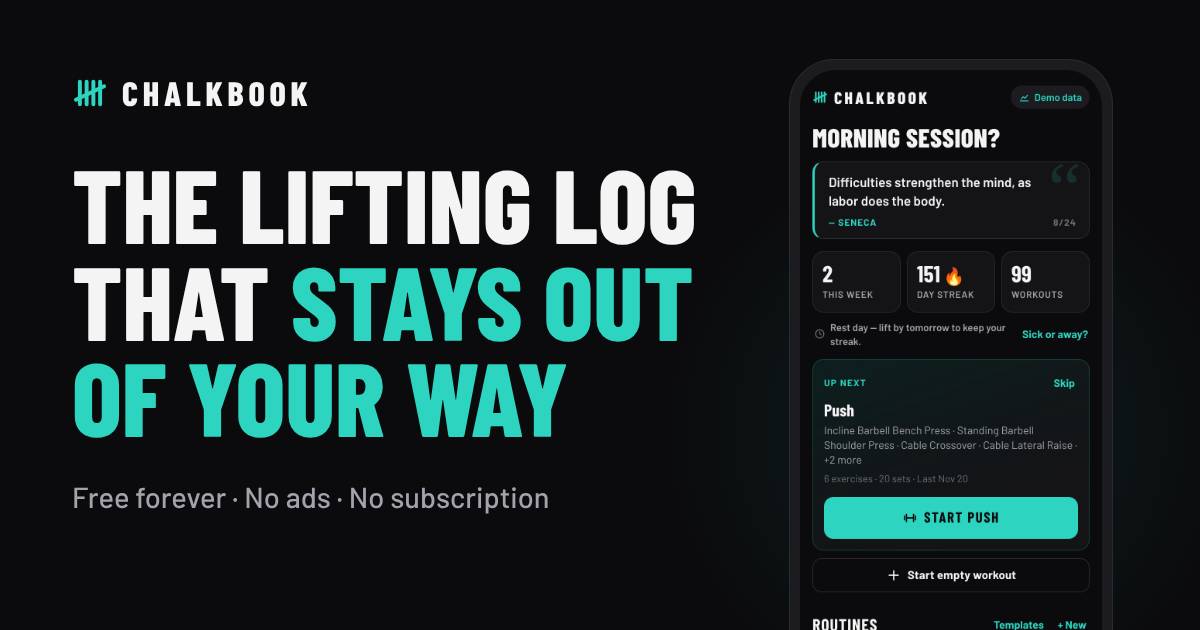 CHALKBOOK
THE LIFTING LOG
THAT STAYS OUT
OF YOUR WAY
Free forever · No ads · No subscription
CHALKBOOK
Demo data
MORNING SESSION?
Difficulties strengthen the mind, as
labor does the body.
– SENECA
8/24
2
THIS WEEK
151 🔥
DAY STREAK
99
WORKOUTS
Rest day – lift by tomorrow to keep your
streak.
Sick or away?
UP NEXT
Skip
Push
Incline Barbell Bench Press · Standing Barbell
Shoulder Press · Cable Crossover · Cable Lateral Raise ·
+2 more
6 exercises · 20 sets · Last Nov 20
START PUSH
+ Start empty workout
ROUTINES
Templates
+ New